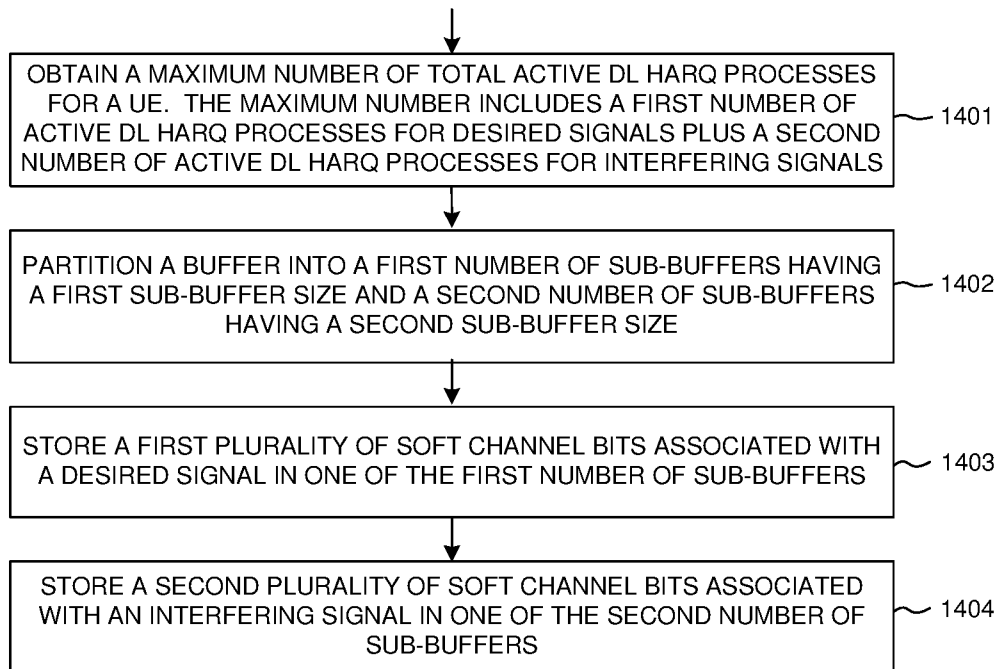 OBTAIN A MAXIMUM NUMBER OF TOTAL ACTIVE DL HARQ PROCESSES
FOR A UE. THE MAXIMUM NUMBER INCLUDES A FIRST NUMBER OF
ACTIVE DL HARQ PROCESSES FOR DESIRED SIGNALS PLUS A SECOND
NUMBER OF ACTIVE DL HARQ PROCESSES FOR INTERFERING SIGNALS
1401
PARTITION A BUFFER INTO A FIRST NUMBER OF SUB-BUFFERS HAVING
A FIRST SUB-BUFFER SIZE AND A SECOND NUMBER OF SUB-BUFFERS
HAVING A SECOND SUB-BUFFER SIZE
1402
STORE A FIRST PLURALITY OF SOFT CHANNEL BITS ASSOCIATED WITH
A DESIRED SIGNAL IN ONE OF THE FIRST NUMBER OF SUB-BUFFERS
1403
STORE A SECOND PLURALITY OF SOFT CHANNEL BITS ASSOCIATED
WITH AN INTERFERING SIGNAL IN ONE OF THE SECOND NUMBER OF
SUB-BUFFERS
1404